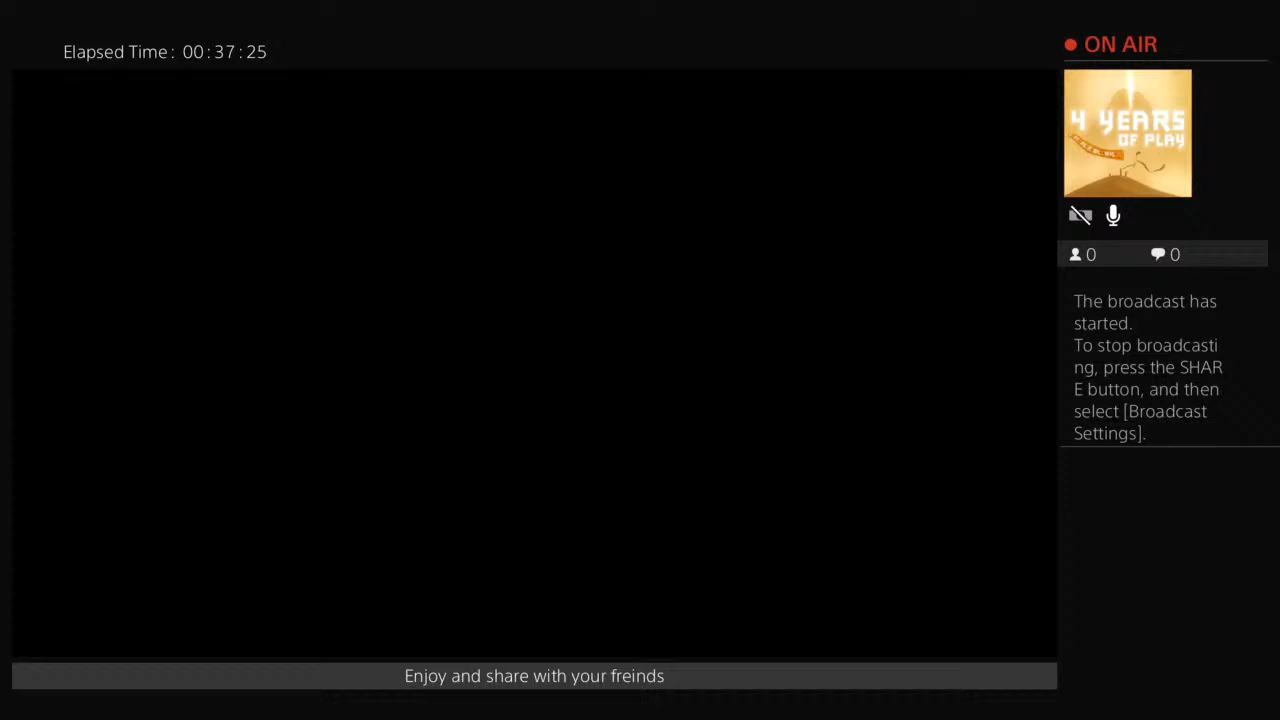 Elapsed Time: 00:37:25
ON AIR
4 YEARS
OF PLAY
0 0
The broadcast has
started.
To stop broadcasti
ng, press the SHAR
E button, and then
select [Broadcast
Settings].
Enjoy and share with your freinds